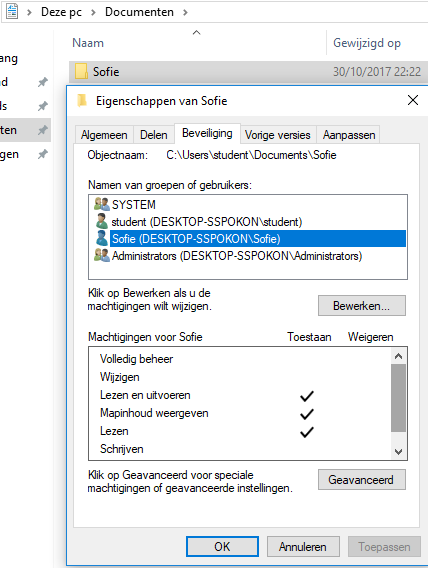 Deze pc > Documenten >
Naam Gewijzigd op
ang
Sofie 30/10/2017 22:22
d
ls
ten
gen
Eigenschappen van Sofie
Algemeen Delen Beveiliging Vorige versies Aanpassen
Objectnaam: C:\Users\student\Documents\Sofie
Namen van groepen of gebruikers:
SYSTEM
student (DESKTOP-SSPOKON\student)
Sofie (DESKTOP-SSPOKON\Sofie)
Administrators (DESKTOP-SSPOKON\Administrators)
Klik op Bewerken als u de
machtigingen wilt wijzigen.
Bewerken...
Machtigingen voor Sofie Toestaan Weigeren
Volledig beheer
Wijzigen
Lezen en uitvoeren
Mapinhoud weergeven
Lezen
Schrijven
Klik op Geavanceerd voor speciale
machtigingen of geavanceerde instellingen.
Geavanceerd
OK Annuleren Toepassen